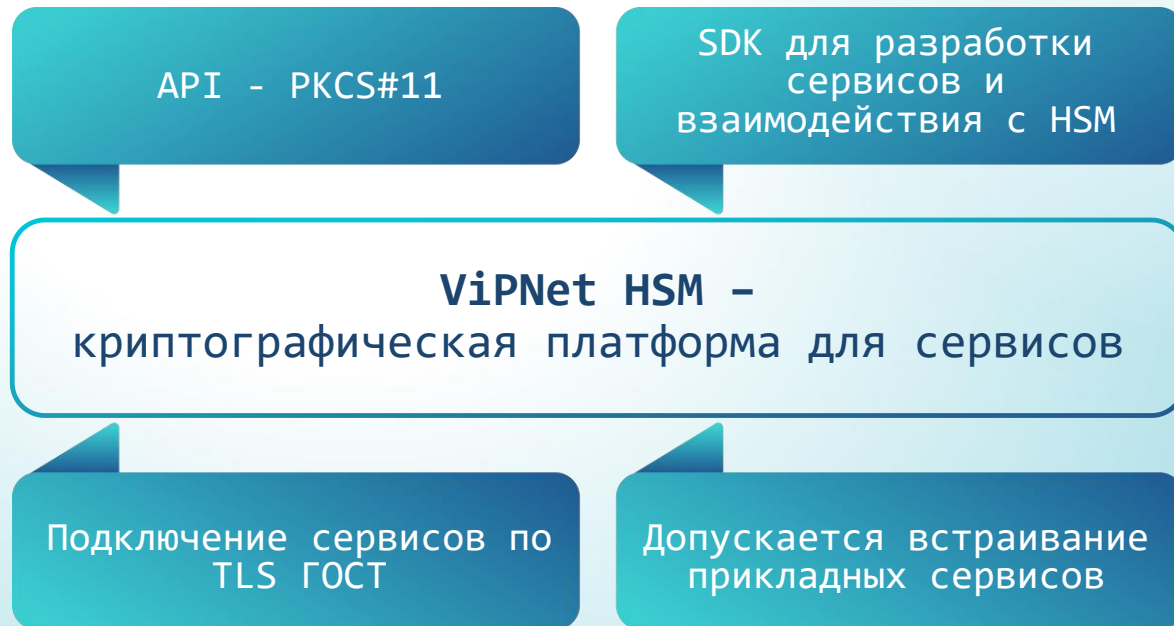 API - PKCS#11
SDK для разработки
сервисов и
взаимодействия с HSM
ViPNet HSM –
криптографическая платформа для сервисов
Подключение сервисов по
TLS ГОСТ
Допускается встраивание
прикладных сервисов